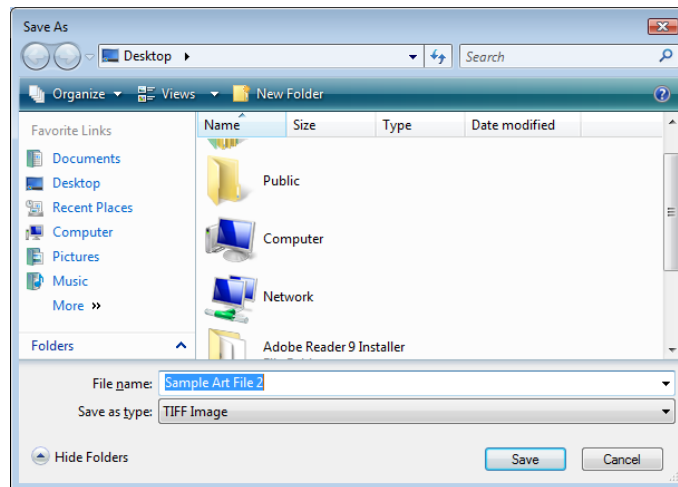 Save As
Desktop
Search
Organize Views New Folder
Favorite Links
Documents
Desktop
Recent Places
Computer
Pictures
Music
More »
Folders
Name Size Type Date modified
Public
Computer
Network
Adobe Reader 9 Installer
File name: Sample Art File 2
Save as type: TIFF Image
Hide Folders Save Cancel